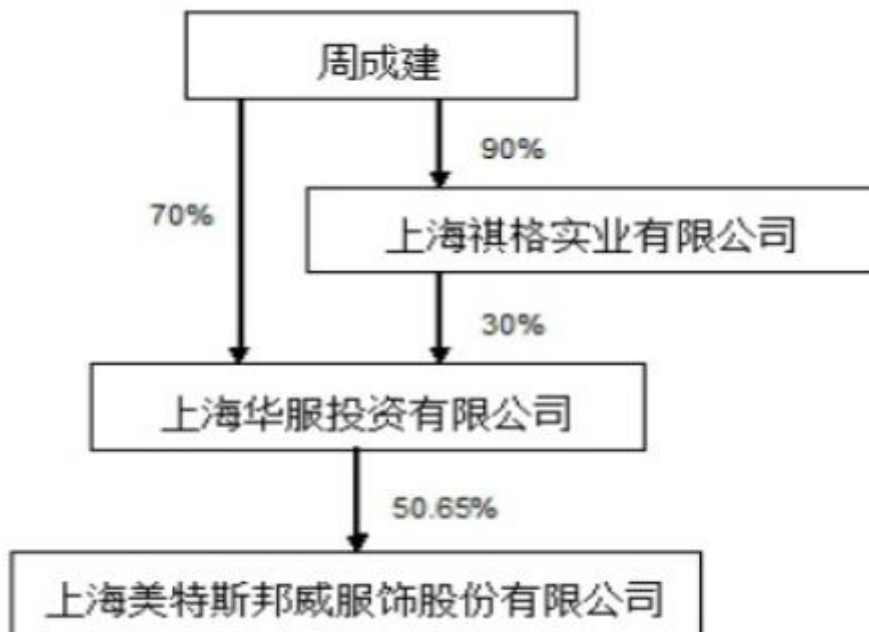 周成建
90%
70%
上海祺格实业有限公司
30%
上海华服投资有限公司
50.65%
上海美特斯邦威服饰股份有限公司